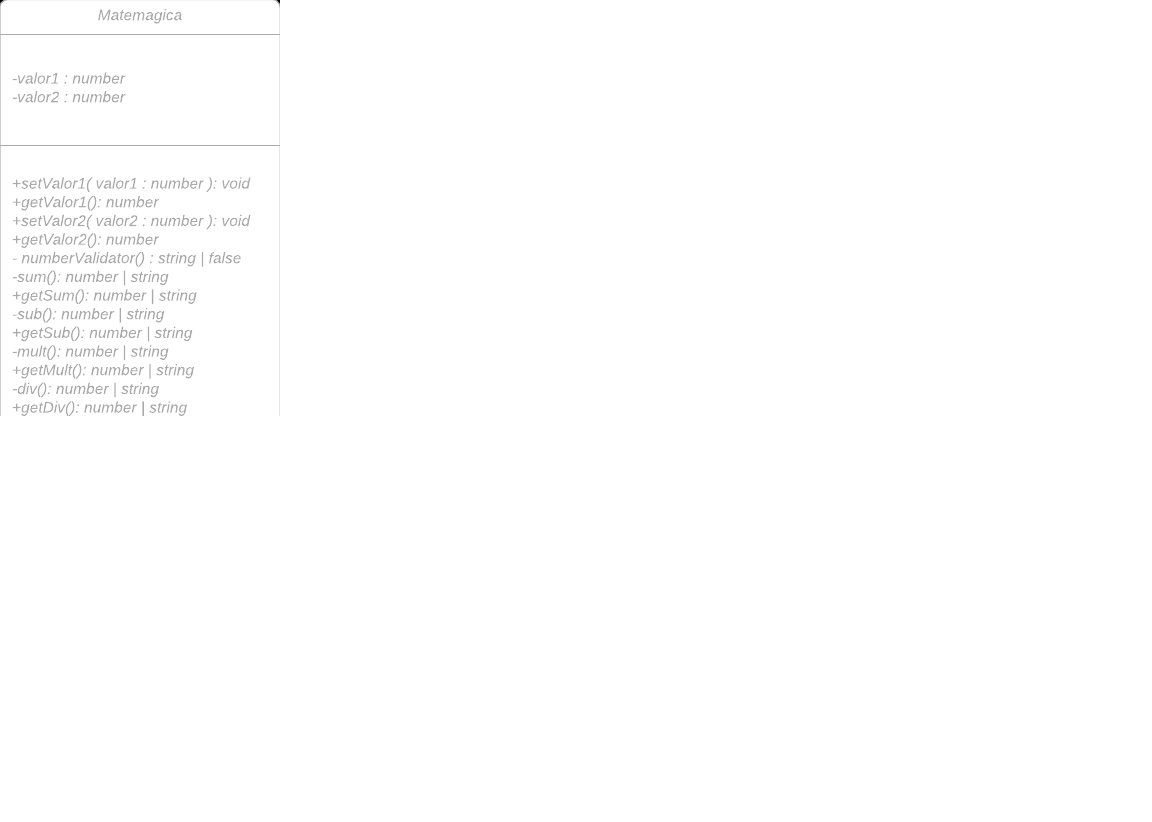 Matemagica
-valor1 : number
-valor2 : number
+setValor1( valor1 : number ): void
+getValor1(): number
+setValor2( valor2 : number ): void
+getValor2(): number
- numberValidator() : string | false
-sum(): number | string
+getSum(): number | string
-sub(): number | string
+getSub(): number | string
-mult(): number | string
+getMult(): number | string
-div(): number | string
+getDiv(): number | string